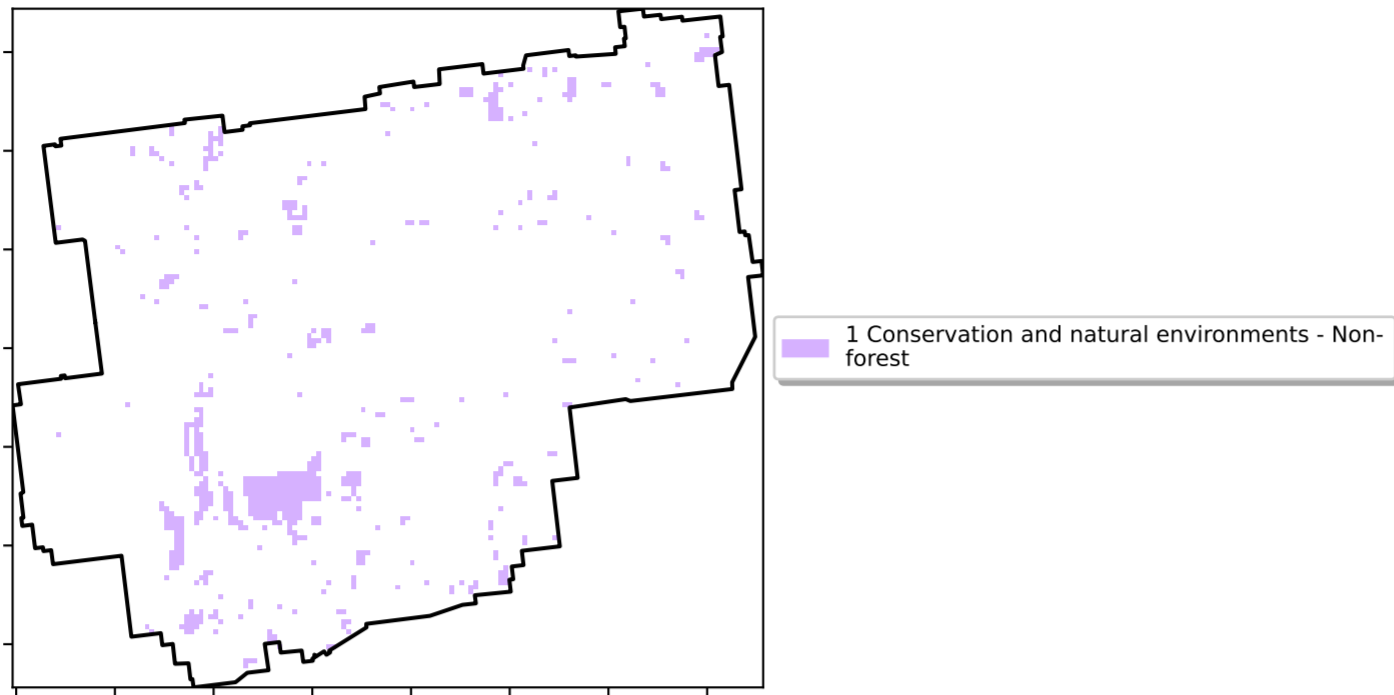 1 Conservation and natural environments - Non-
forest